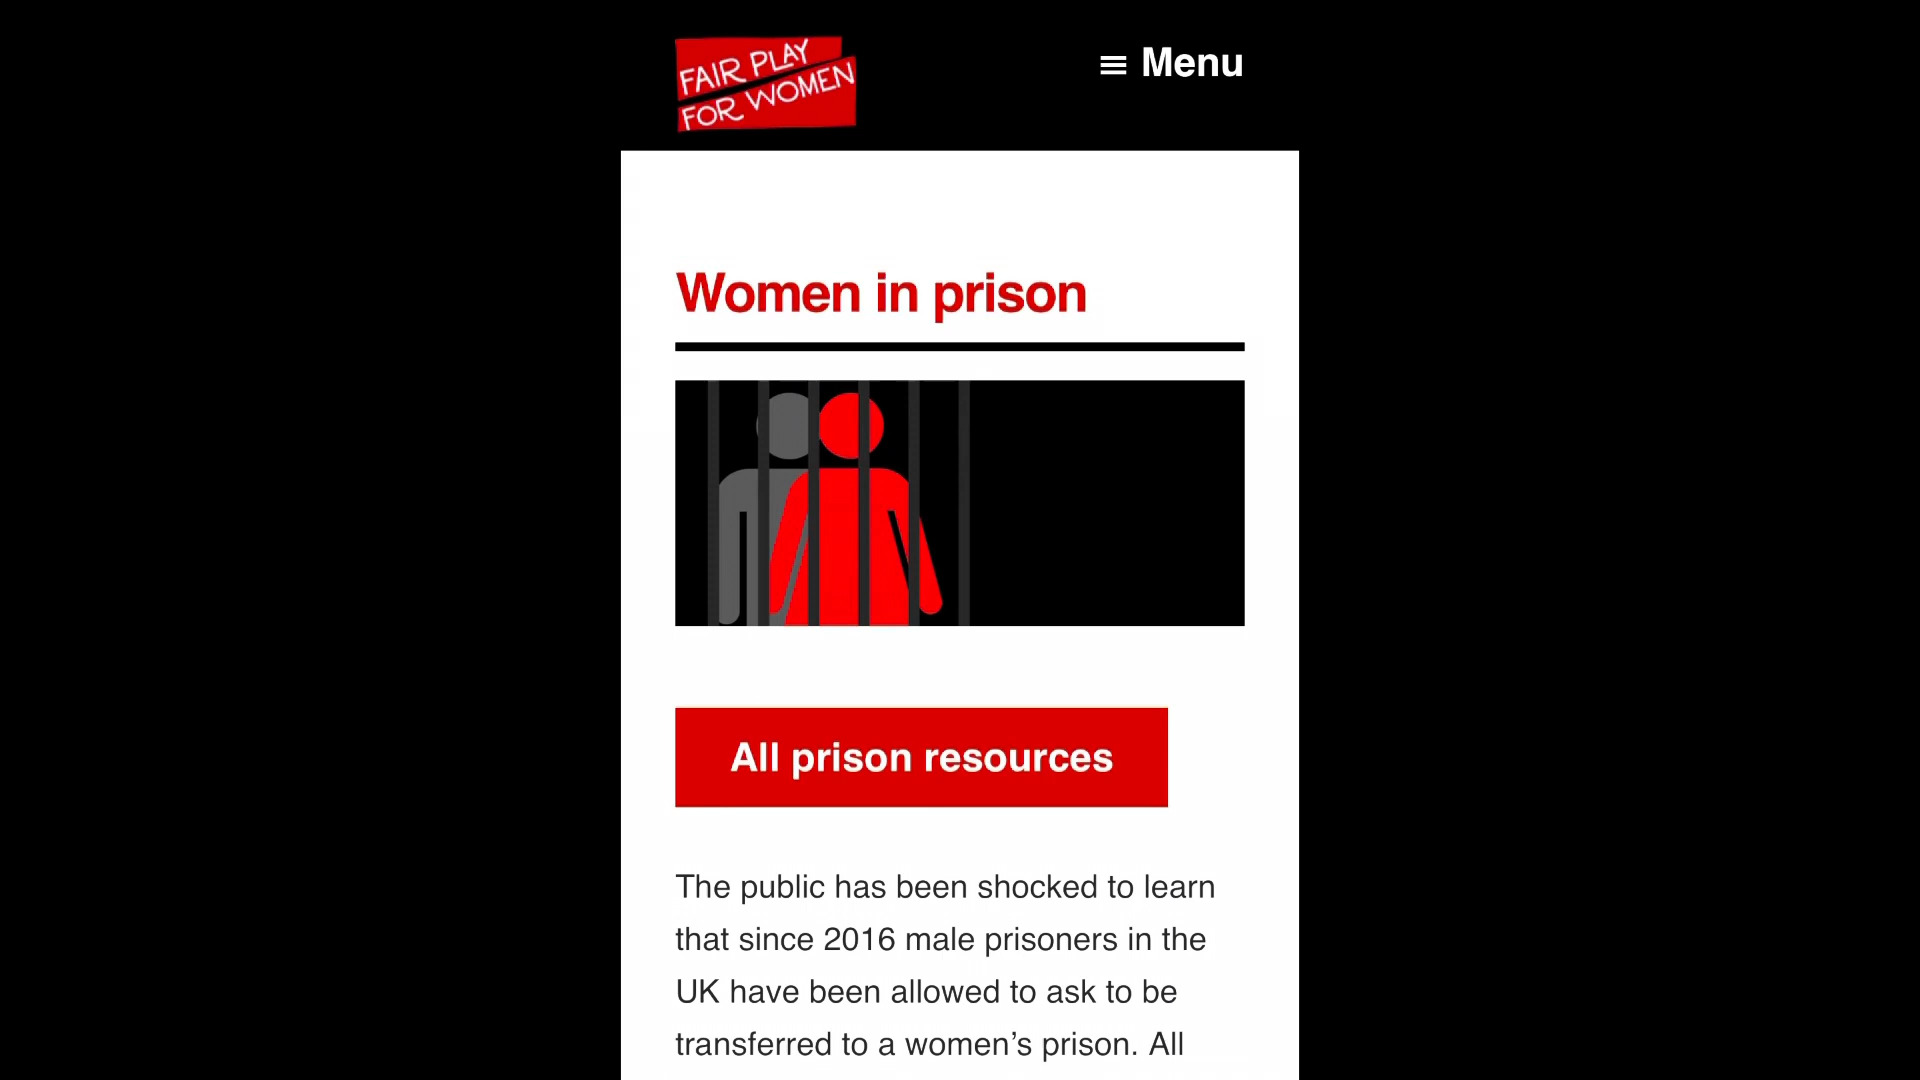 FAIR PLAY
FOR WOMEN
Menu
Women in prison
All prison resources
The public has been shocked to learn
that since 2016 male prisoners in the
UK have been allowed to ask to be
transferred to a women’s prison. All